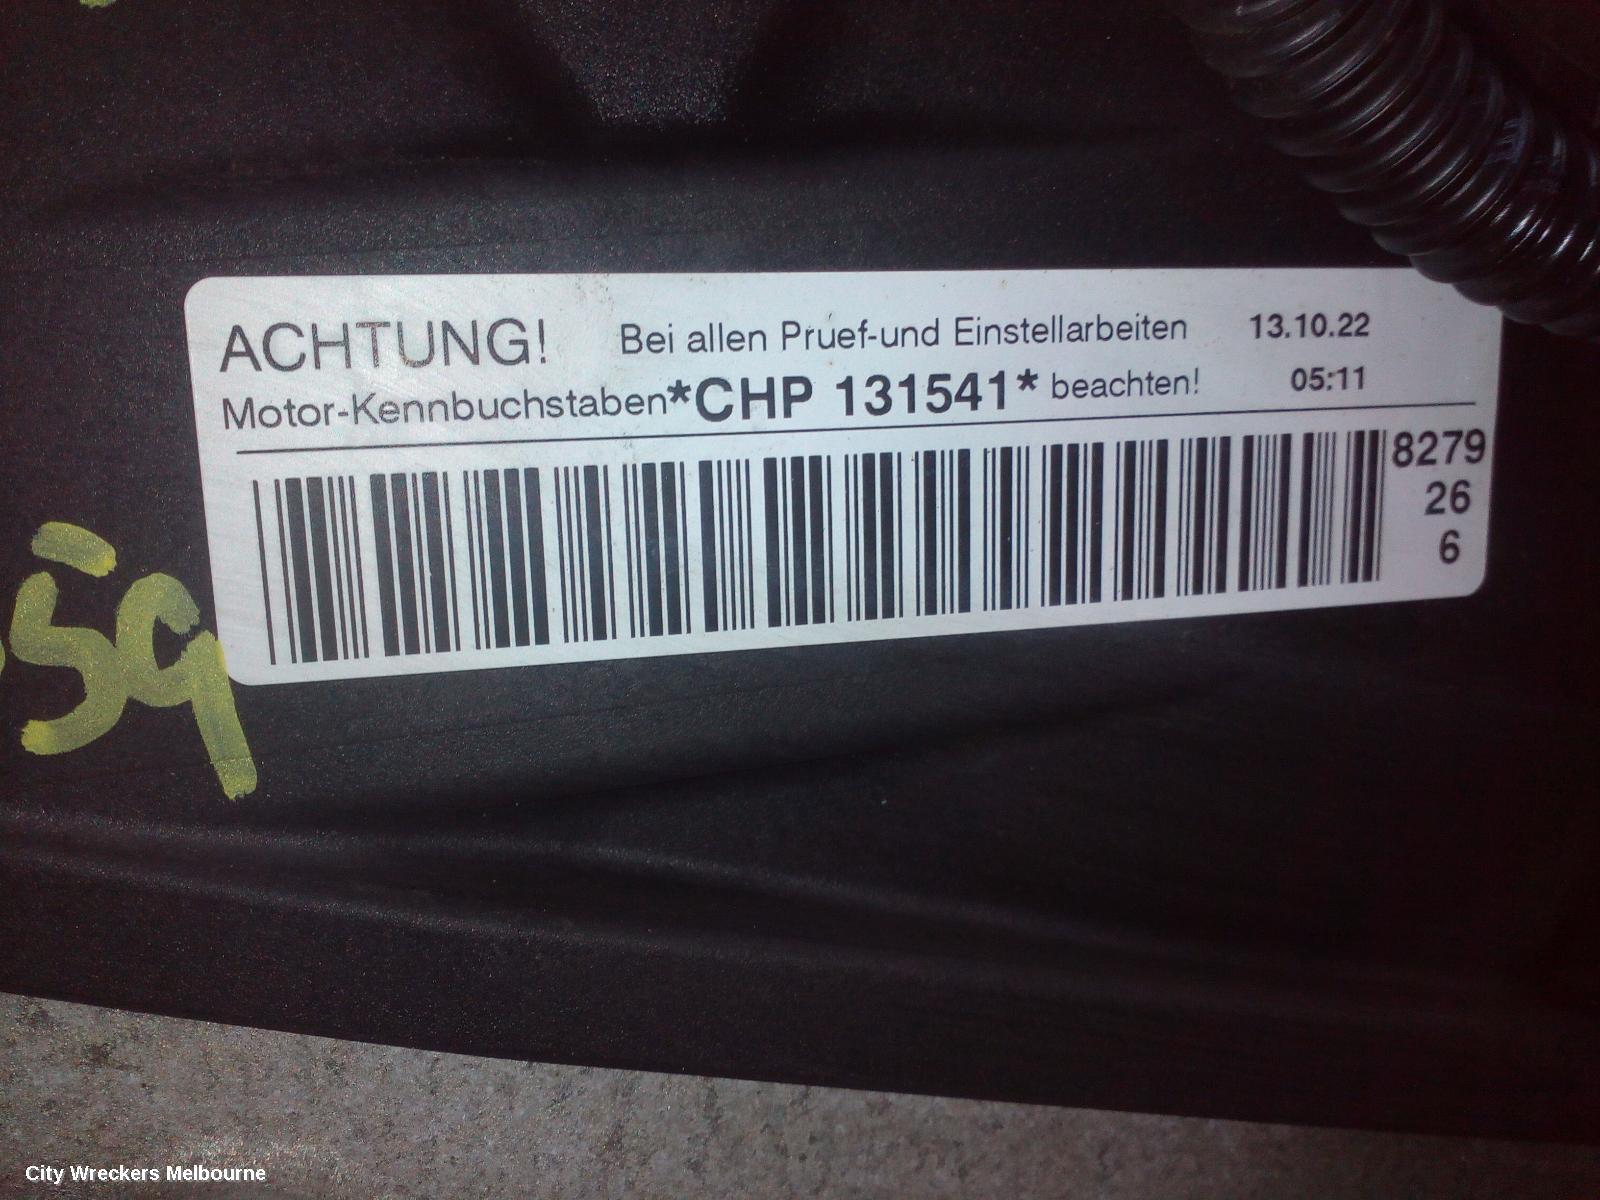 ACHTUNG! Bei allen Pruef-und Einstellarbeiten 13.10.22
Motor-Kennbuchstaben*CHP 131541* beachten! 05:11
8279
26
6
59
City Wreckers Melbourne